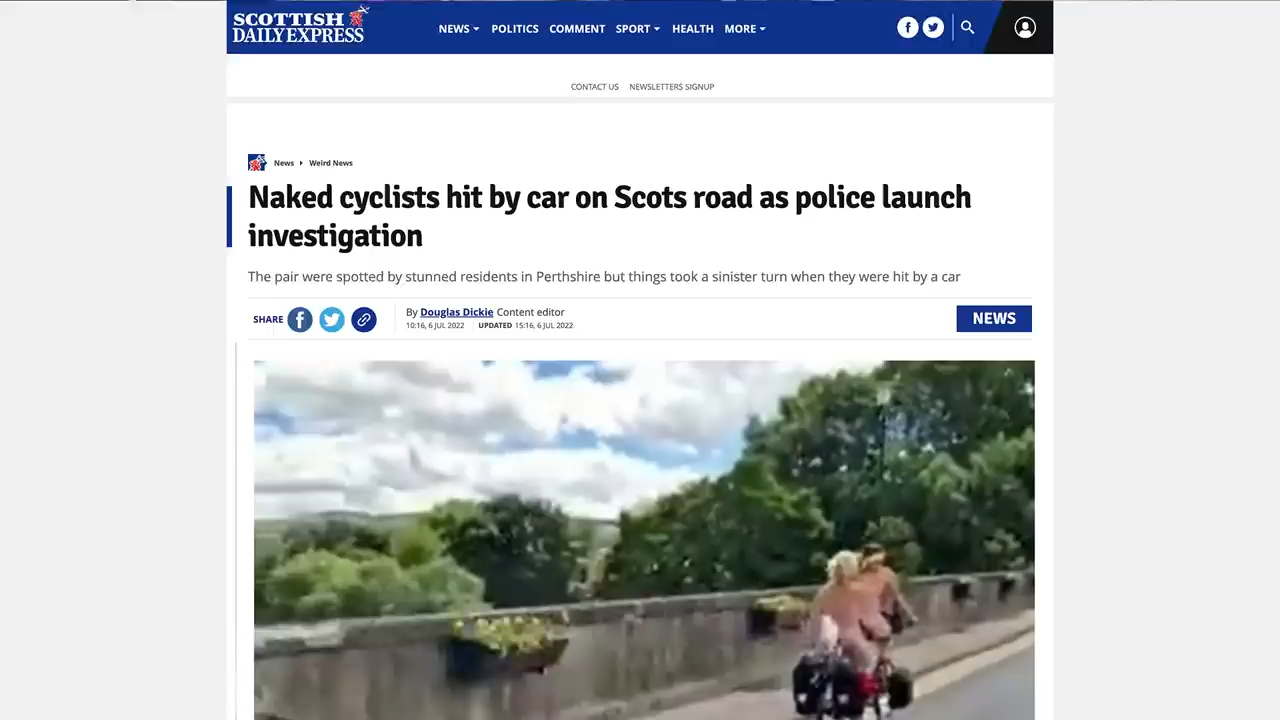 SCOTTISH
DAILY EXPRESS
NEWS POLITICS COMMENT SPORT HEALTH MORE
CONTACT US NEWSLETTERS SIGNUP
News Weird News
Naked cyclists hit by car on Scots road as police launch
investigation
The pair were spotted by stunned residents in Perthshire but things took a sinister turn when they were hit by a car
SHARE
By Douglas Dickie Content editor
10:16, 6 JUL 2022 UPDATED 15:16, 6 JUL 2022
NEWS